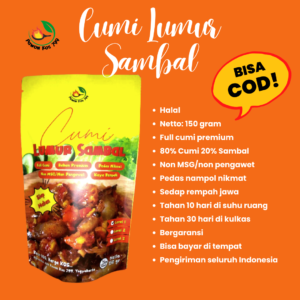 Cumi Lumur
Sambal
BISA
COD!
Halal
Netto: 150 gram
Full cumi premium
80% Cumi 20% Sambal
Non MSG/non pengawet
Pedas nampol nikmat
Sedap rempah jawa
Tahan 10 hari di suhu ruang
Tahan 30 hari di kulkas
Bergaransi
Bisa bayar di tempat
Pengiriman seluruh Indonesia
Cumi
Lumur Sambal